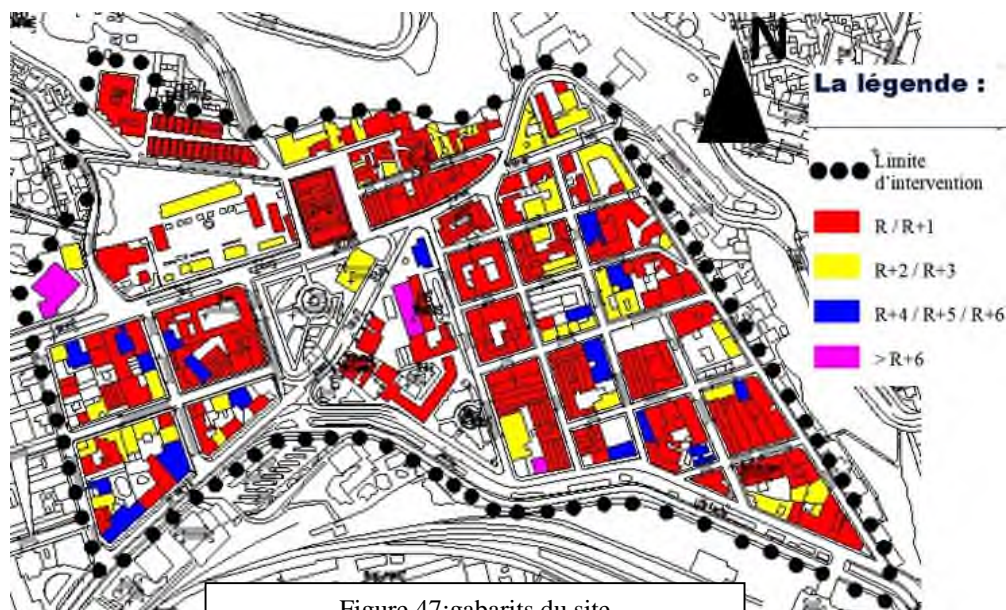 N
La légende :
Limite
d'intervention
R / R+1
R+2 / R+3
R+4 / R+5 / R+6
> R+6
Figure 47:gabarits du site